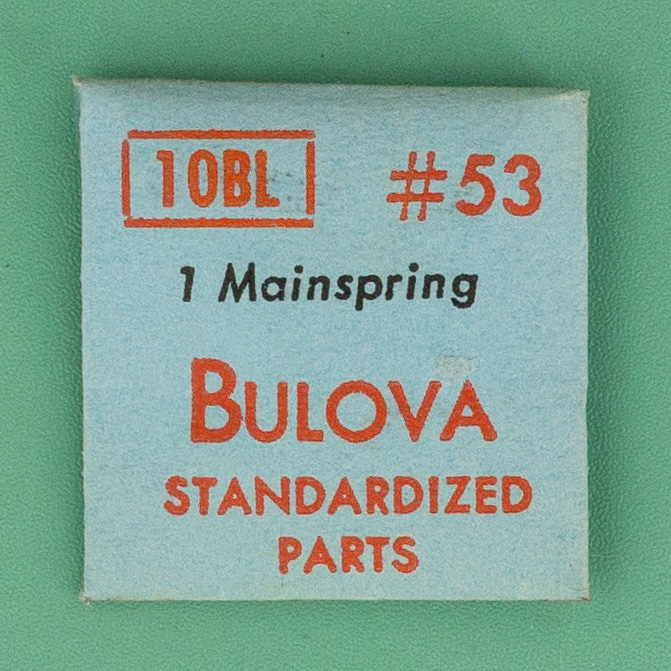 10BL #53
1 Mainspring
BULOVA
STANDARDIZED
PARTS